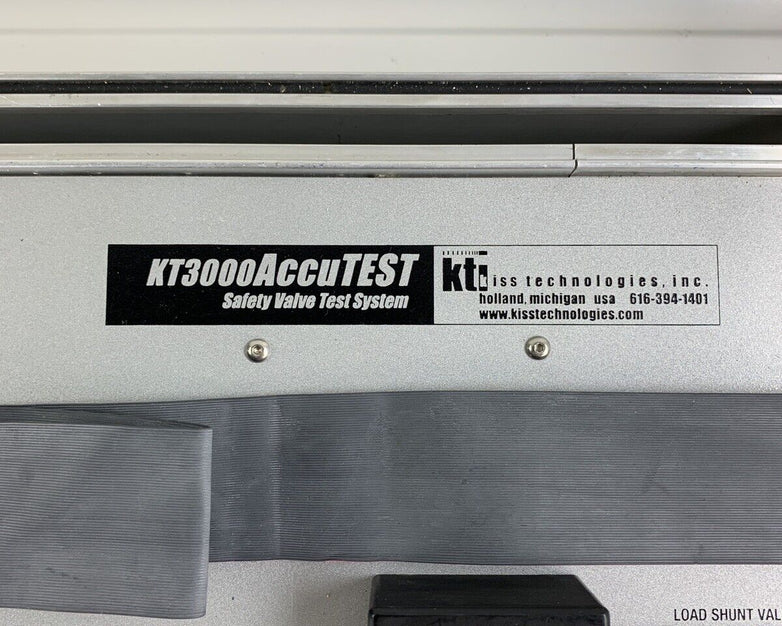 KT3000ACCUTEST
Safety Valve Test System
kti
kiss technologies, inc.
holland, michigan usa 616-394-1401
www.kisstechnologies.com
LOAD SHUNT VAL